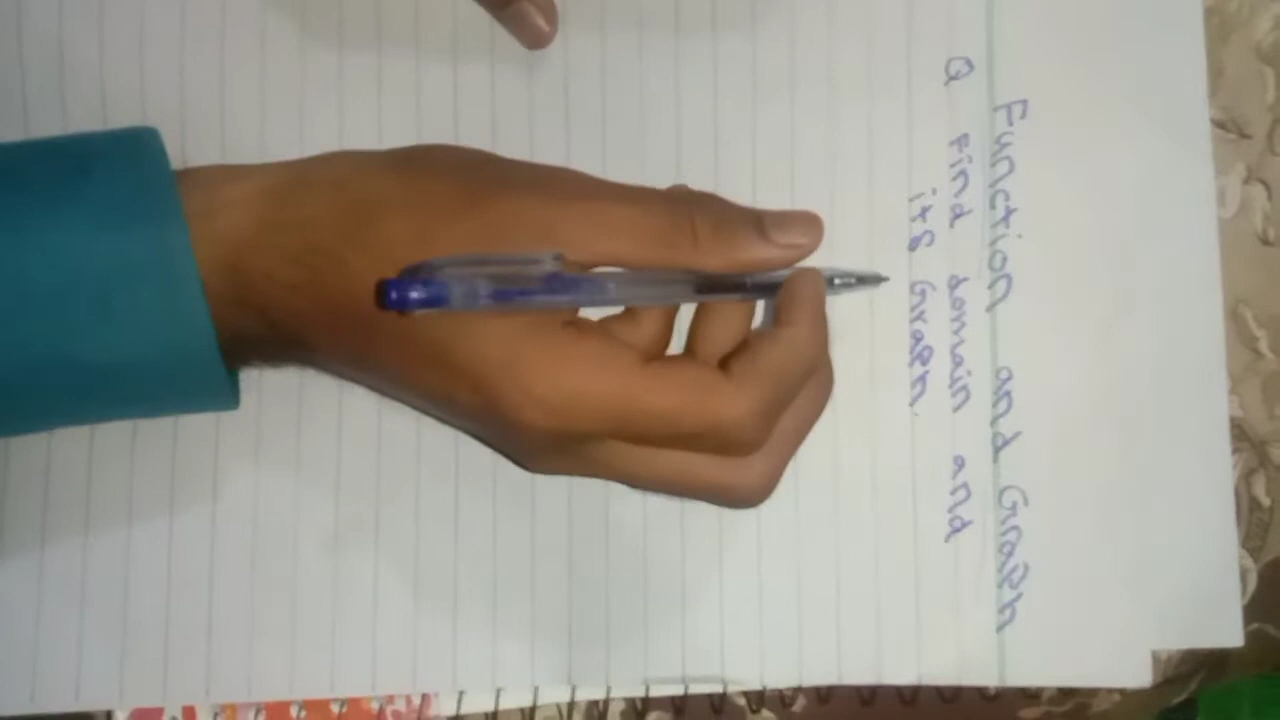 Function and Graph
Q Find domain and
its Graph.